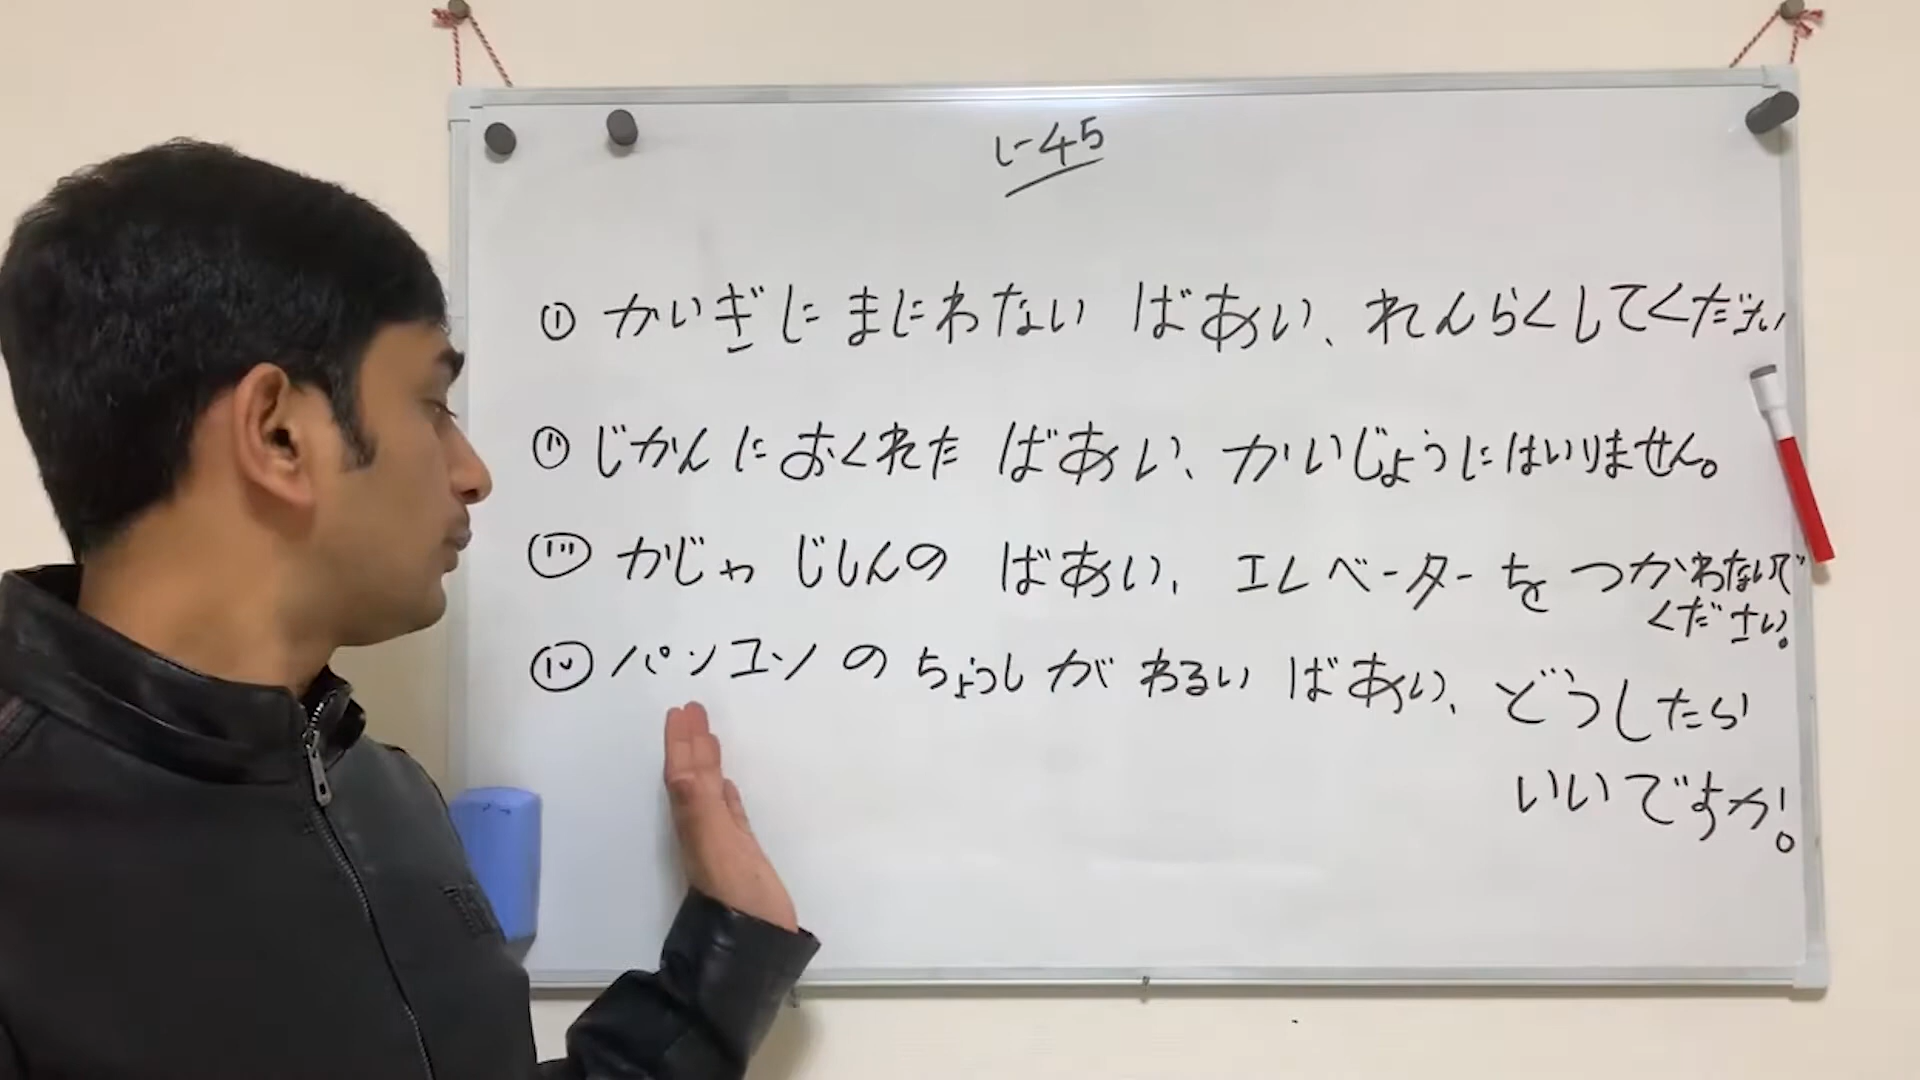 L-45
① かいぎに まにわない ばあい、れんらくしてください
ⅱ じかんに おくれた ばあい、かいじょうにはいりません。
ⅲ かじや じしんの ばあい、エレベーターを つかわないで
ください。
ⅳ パソコンの ちょうしが わるい ばあい、どうしたら
いいですか。